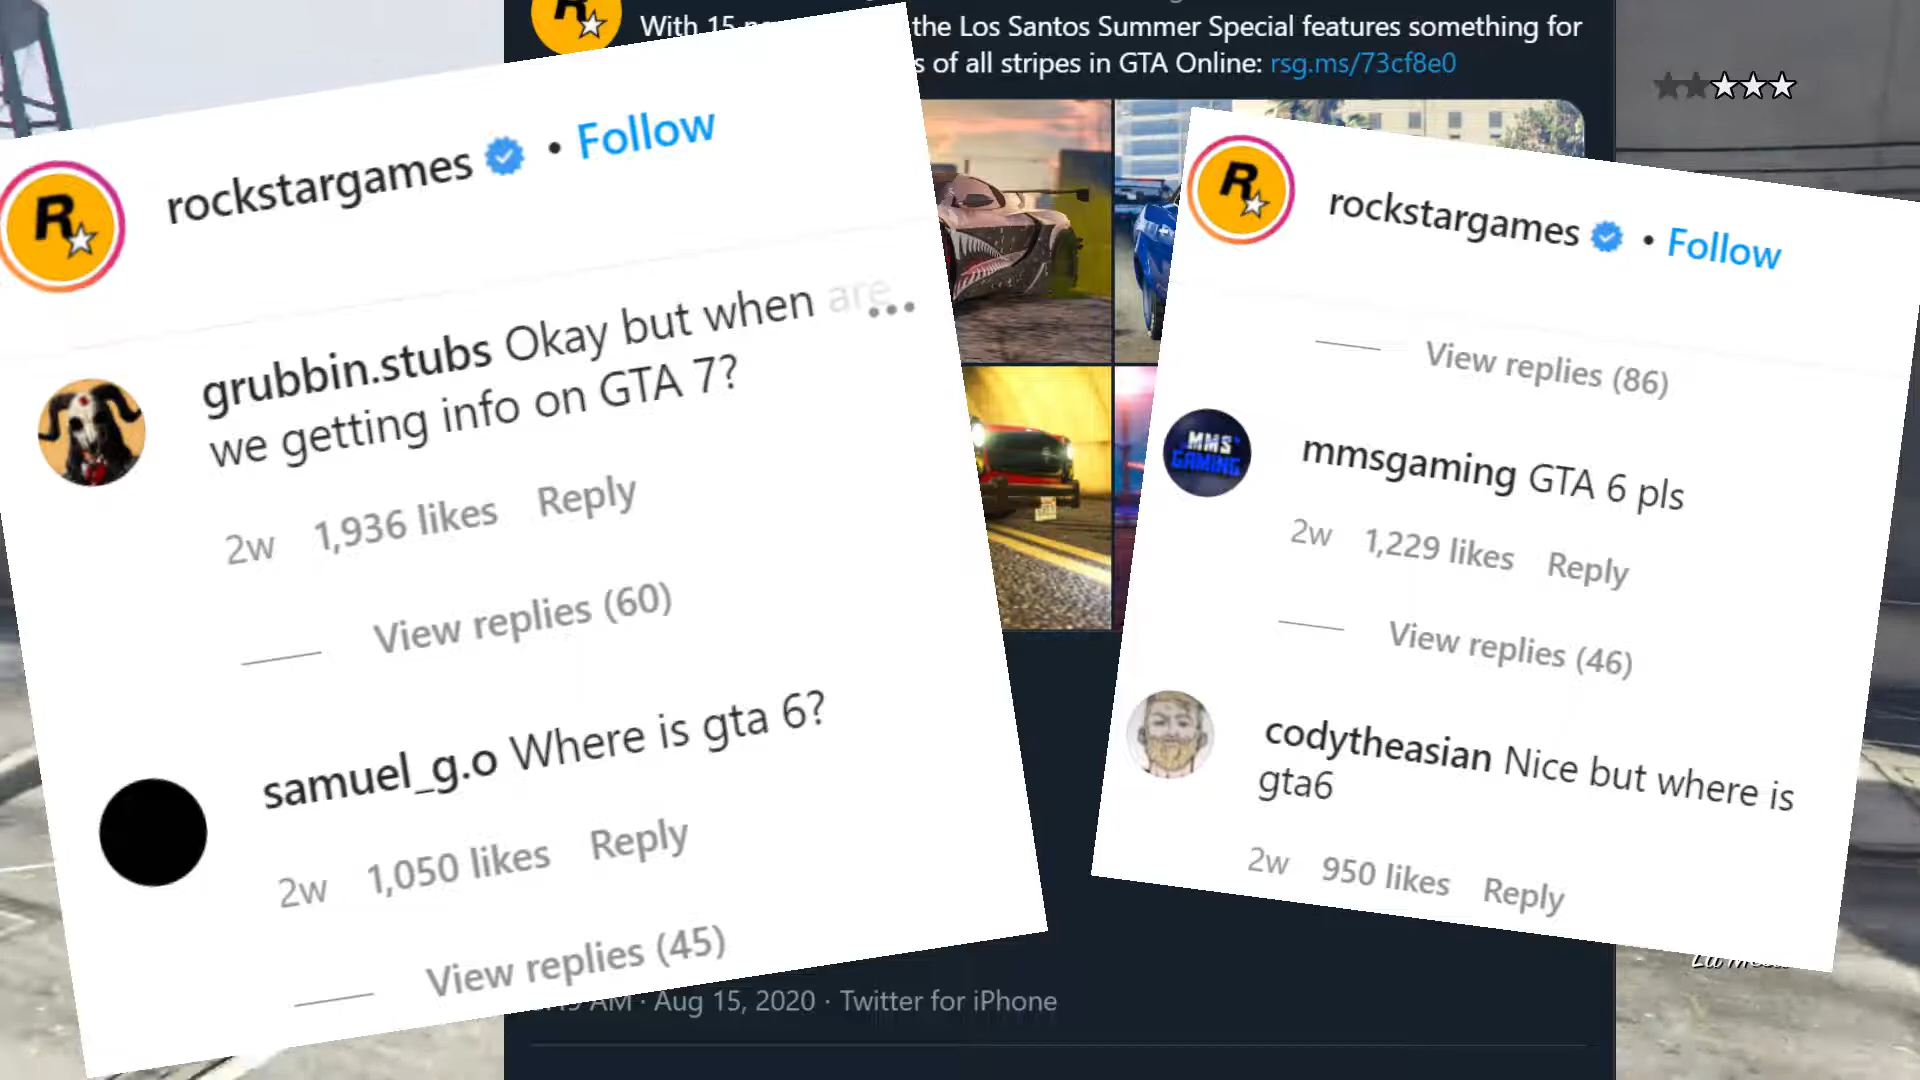 With 15 the Los Santos Summer Special features something for
of all stripes in GTA Online: rsg.ms/73cf8e0
rockstargames • Follow
grubbin.stubs Okay but when are
we getting info on GTA 7?
2w 1,936 likes Reply
View replies (60)
samuel_g.o Where is gta 6?
2w 1,050 likes Reply
View replies (45)
rockstargames • Follow
View replies (86)
MMS
GAMING
mmsgaming GTA 6 pls
2w 1,229 likes Reply
View replies (46)
codytheasian Nice but where is
gta6
2w 950 likes Reply
AM · Aug 15, 2020 · Twitter for iPhone